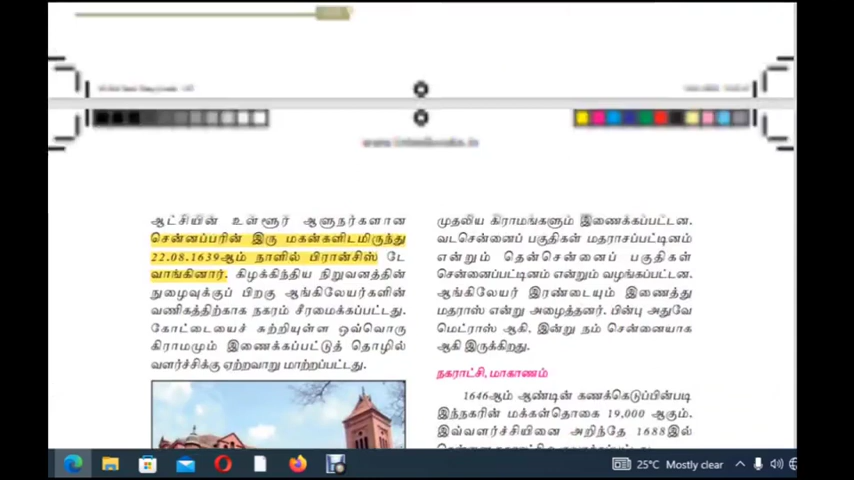 ஆட்சியின் உள்ளூர் ஆளுநர்களான
சென்னப்பரின் இரு மகன்களிடமிருந்து
22.08.1639ஆம் நாளில் பிரான்சிஸ் டே
வாங்கினார். கிழக்கிந்திய நிறுவனத்தின்
நுழைவுக்குப் பிறகு ஆங்கிலேயர்களின்
வணிகத்திற்காக நகரம் சீரமைக்கப்பட்டது.
கோட்டையைச் சுற்றியுள்ள ஒவ்வொரு
கிராமமும் இணைக்கப்பட்டுத் தொழில்
வளர்ச்சிக்கு ஏற்றவாறு மாற்றப்பட்டது.
முதலிய கிராமங்களும் இணைக்கப்பட்டன.
வடசென்னைப் பகுதிகள் மதராசப்பட்டினம்
என்றும் தென்சென்னைப் பகுதிகள்
சென்னைப்பட்டினம் என்றும் வழங்கப்பட்டன.
ஆங்கிலேயர் இரண்டையும் இணைத்து
மதராஸ் என்று அழைத்தனர். பின்பு அதுவே
மெட்ராஸ் ஆகி, இன்று நம் சென்னையாக
ஆகி இருக்கிறது.
நகராட்சி, மாகாணம்
1646ஆம் ஆண்டின் கணக்கெடுப்பின்படி
இந்நகரின் மக்கள்தொகை 19,000 ஆகும்.
இவ்வளர்ச்சியினை அறிந்தே 1688இல்
25°C Mostly clear